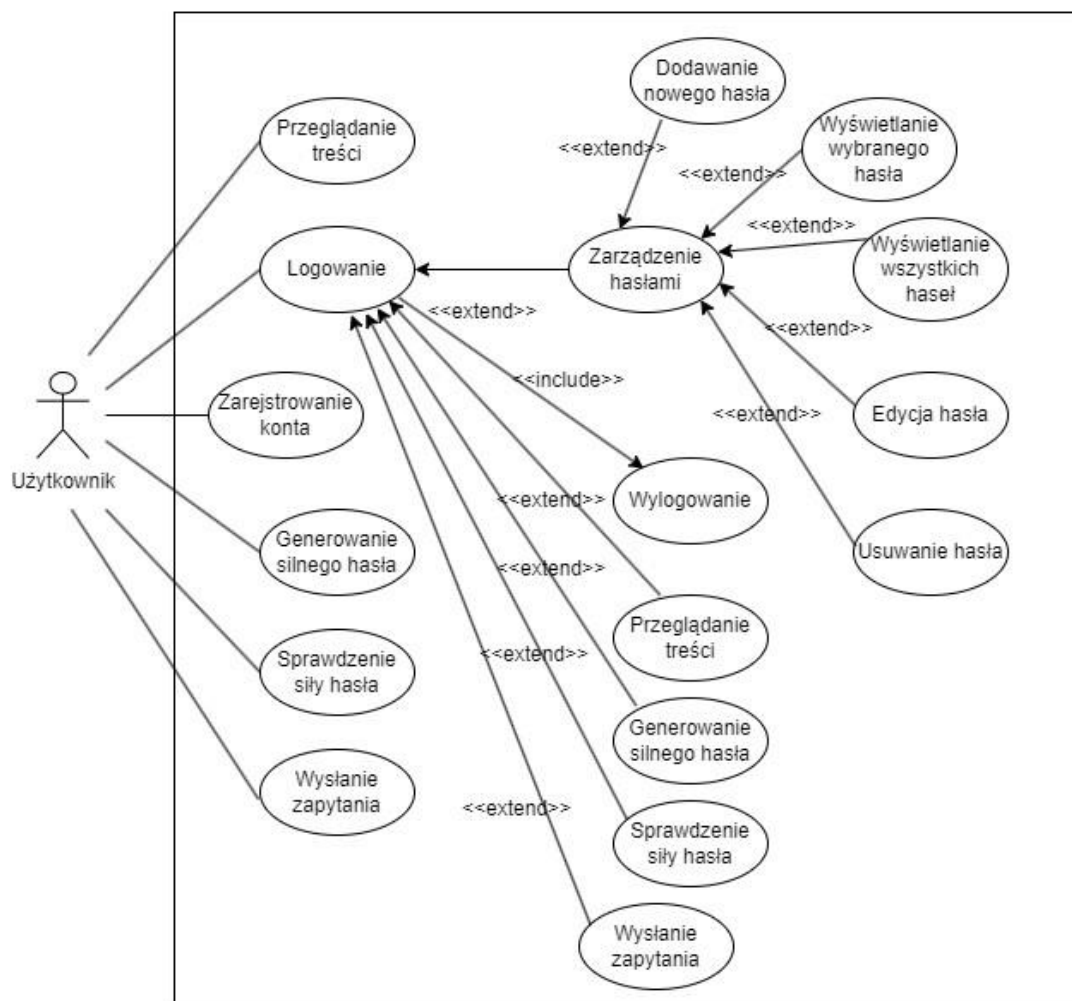 Dodawanie
nowego hasła
Przeglądanie
treści
<<extend>>
Wyświetlanie
wybranego
hasła
<<extend>>
<<extend>>
Logowanie
Zarządzenie
hasłami
Wyświetlanie
wszystkich
haseł
<<extend>>
<<extend>>
<<include>>
Zarejstrowanie
konta
<<extend>>
Edycja hasła
Użytkownik
Wylogowanie
<<extend>>
Generowanie
silnego hasła
Usuwanie hasła
<<extend>>
Przeglądanie
treści
Sprawdzenie
siły hasła
<<extend>>
Generowanie
silnego hasła
Wysłanie
zapytania
<<extend>>
Sprawdzenie
siły hasła
Wysłanie
zapytania